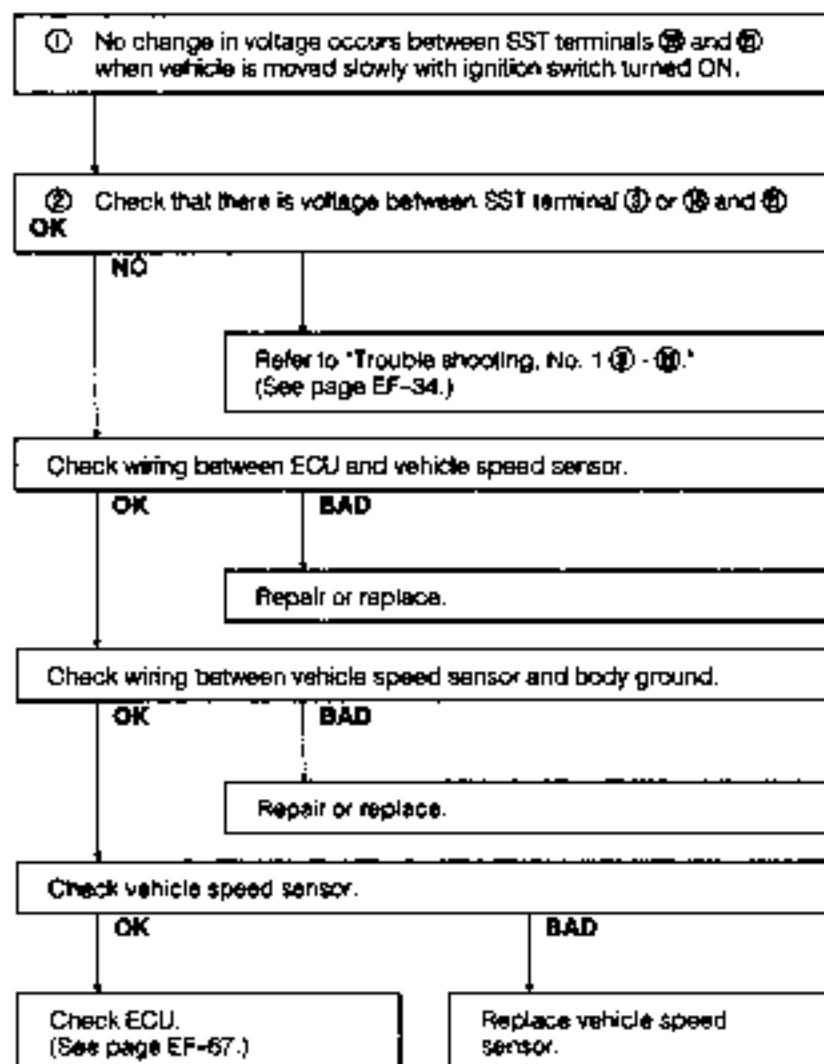 ① No change in voltage occurs between SST terminals and
when vehicle is moved slowly with ignition switch turned ON.
② Check that there is voltage between SST terminal ③ or and
OK
NO
Refer to "Trouble shooting, No. 1 - ."
(See page EF-34.)
Check wiring between ECU and vehicle speed sensor.
OK BAD
Repair or replace.
Check wiring between vehicle speed sensor and body ground.
OK BAD
Repair or replace.
Check vehicle speed sensor.
OK BAD
Check ECU.
(See page EF-67.)
Replace vehicle speed
sensor.